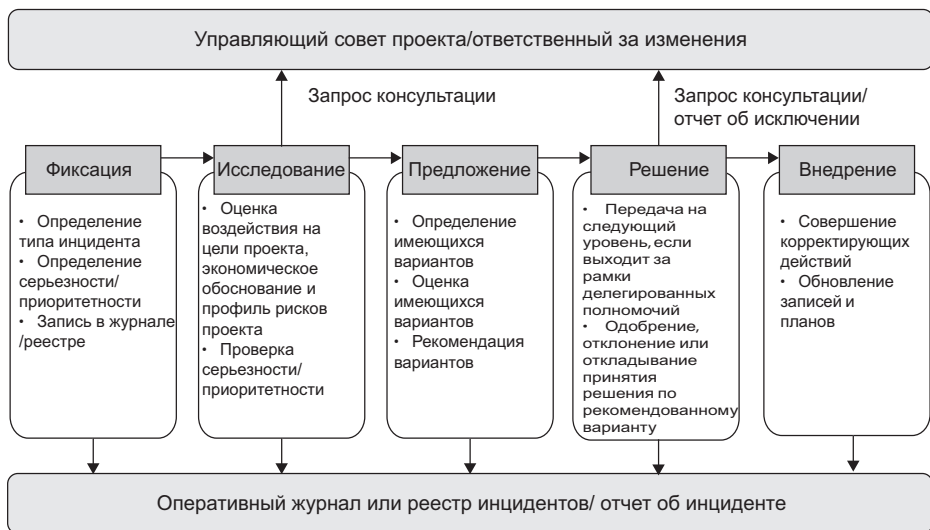 Управляющий совет проекта/ответственный за изменения
Запрос консультации
Запрос консультации/
отчет об исключении
Фиксация
Исследование
Предложение
Решение
Внедрение
• Определение
типа инцидента
• Определение
серьезности/
приоритетности
• Запись в журнале
/реестре
• Оценка
воздействия на
цели проекта,
экономическое
обоснование и
профиль рисков
проекта
• Проверка
серьезности/
приоритетности
• Определение
имеющихся
вариантов
• Оценка
имеющихся
вариантов
• Рекомендация
вариантов
• Передача на
следующий
уровень, если
выходит за
рамки
делегированных
полномочий
• Одобрение,
отклонение или
откладывание
принятия
решения по
рекомендованному
варианту
• Совершение
корректирующих
действий
• Обновление
записей и
планов
Оперативный журнал или реестр инцидентов/ отчет об инциденте